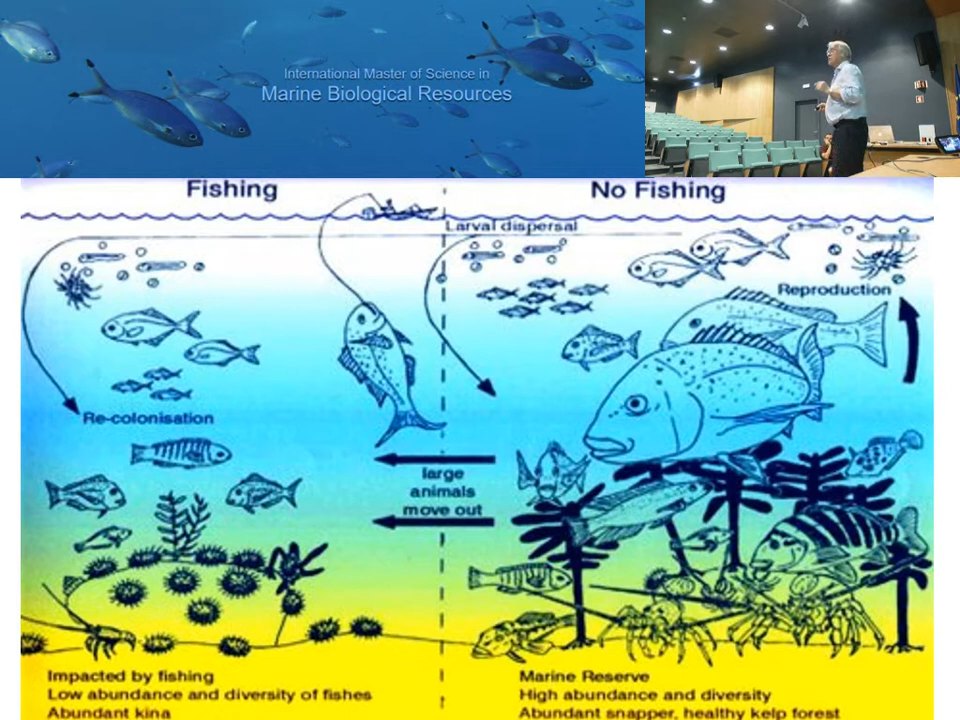 International Master of Science in
Marine Biological Resources
Fishing
No Fishing
Larval dispersal
Reproduction
Re-colonisation
large
animals
move out
Impacted by fishing
Low abundance and diversity of fishes
Abundant kina
Marine Reserve
High abundance and diversity
Abundant snapper, healthy kelp forest